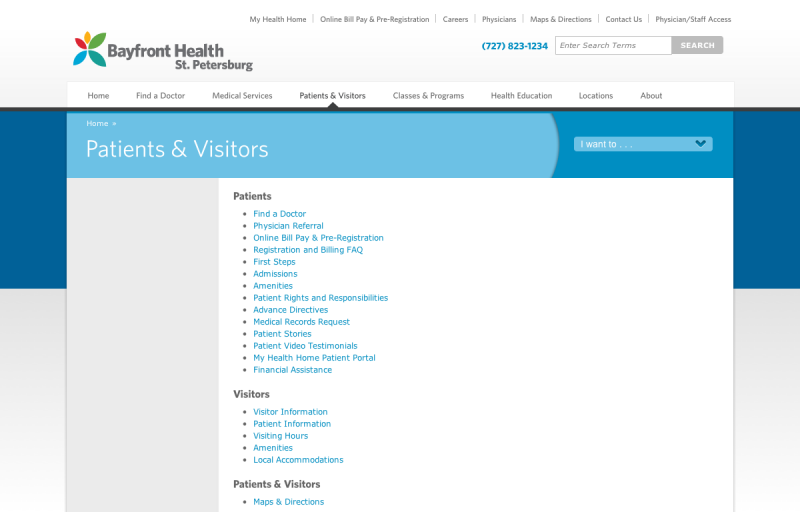 My Health Home Online Bill Pay & Pre-Registration Careers Physicians Maps & Directions Contact Us Physician/Staff Access
Bayfront Health
St. Petersburg
(727) 823-1234 Enter Search Terms SEARCH
Home Find a Doctor Medical Services Patients & Visitors Classes & Programs Health Education Locations About
Home »
Patients & Visitors
I want to . . .
Patients
Find a Doctor
Physician Referral
Online Bill Pay & Pre-Registration
Registration and Billing FAQ
First Steps
Admissions
Amenities
Patient Rights and Responsibilities
Advance Directives
Medical Records Request
Patient Stories
Patient Video Testimonials
My Health Home Patient Portal
Financial Assistance
Visitors
Visitor Information
Patient Information
Visiting Hours
Amenities
Local Accommodations
Patients & Visitors
Maps & Directions